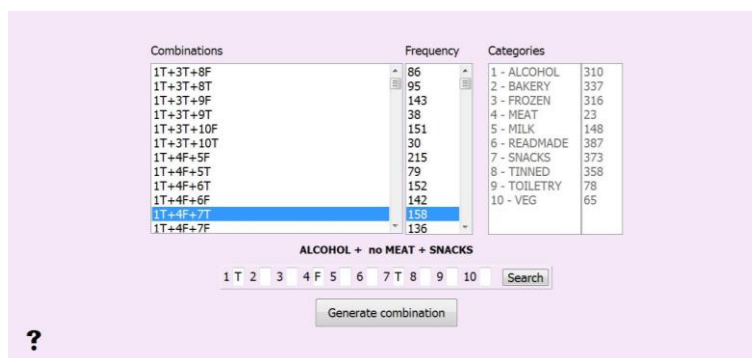 Combinations Frequency Categories
1T+3T+8F 86 1 - ALCOHOL 310
1T+3T+8T 95 2 - BAKERY 337
1T+3T+9F 143 3 - FROZEN 316
1T+3T+9T 38 4 - MEAT 23
1T+3T+10F 151 5 - MILK 148
1T+3T+10T 30 6 - READMADE 387
1T+4F+5F 215 7 - SNACKS 373
1T+4F+5T 79 8 - TINNED 358
1T+4F+6T 152 9 - TOILETRY 78
1T+4F+6F 142 10 - VEG 65
1T+4F+7T 158
1T+4F+7F 136
ALCOHOL + no MEAT + SNACKS
1 T 2 3 4 F 5 6 7 T 8 9 10 Search
Generate combination
?